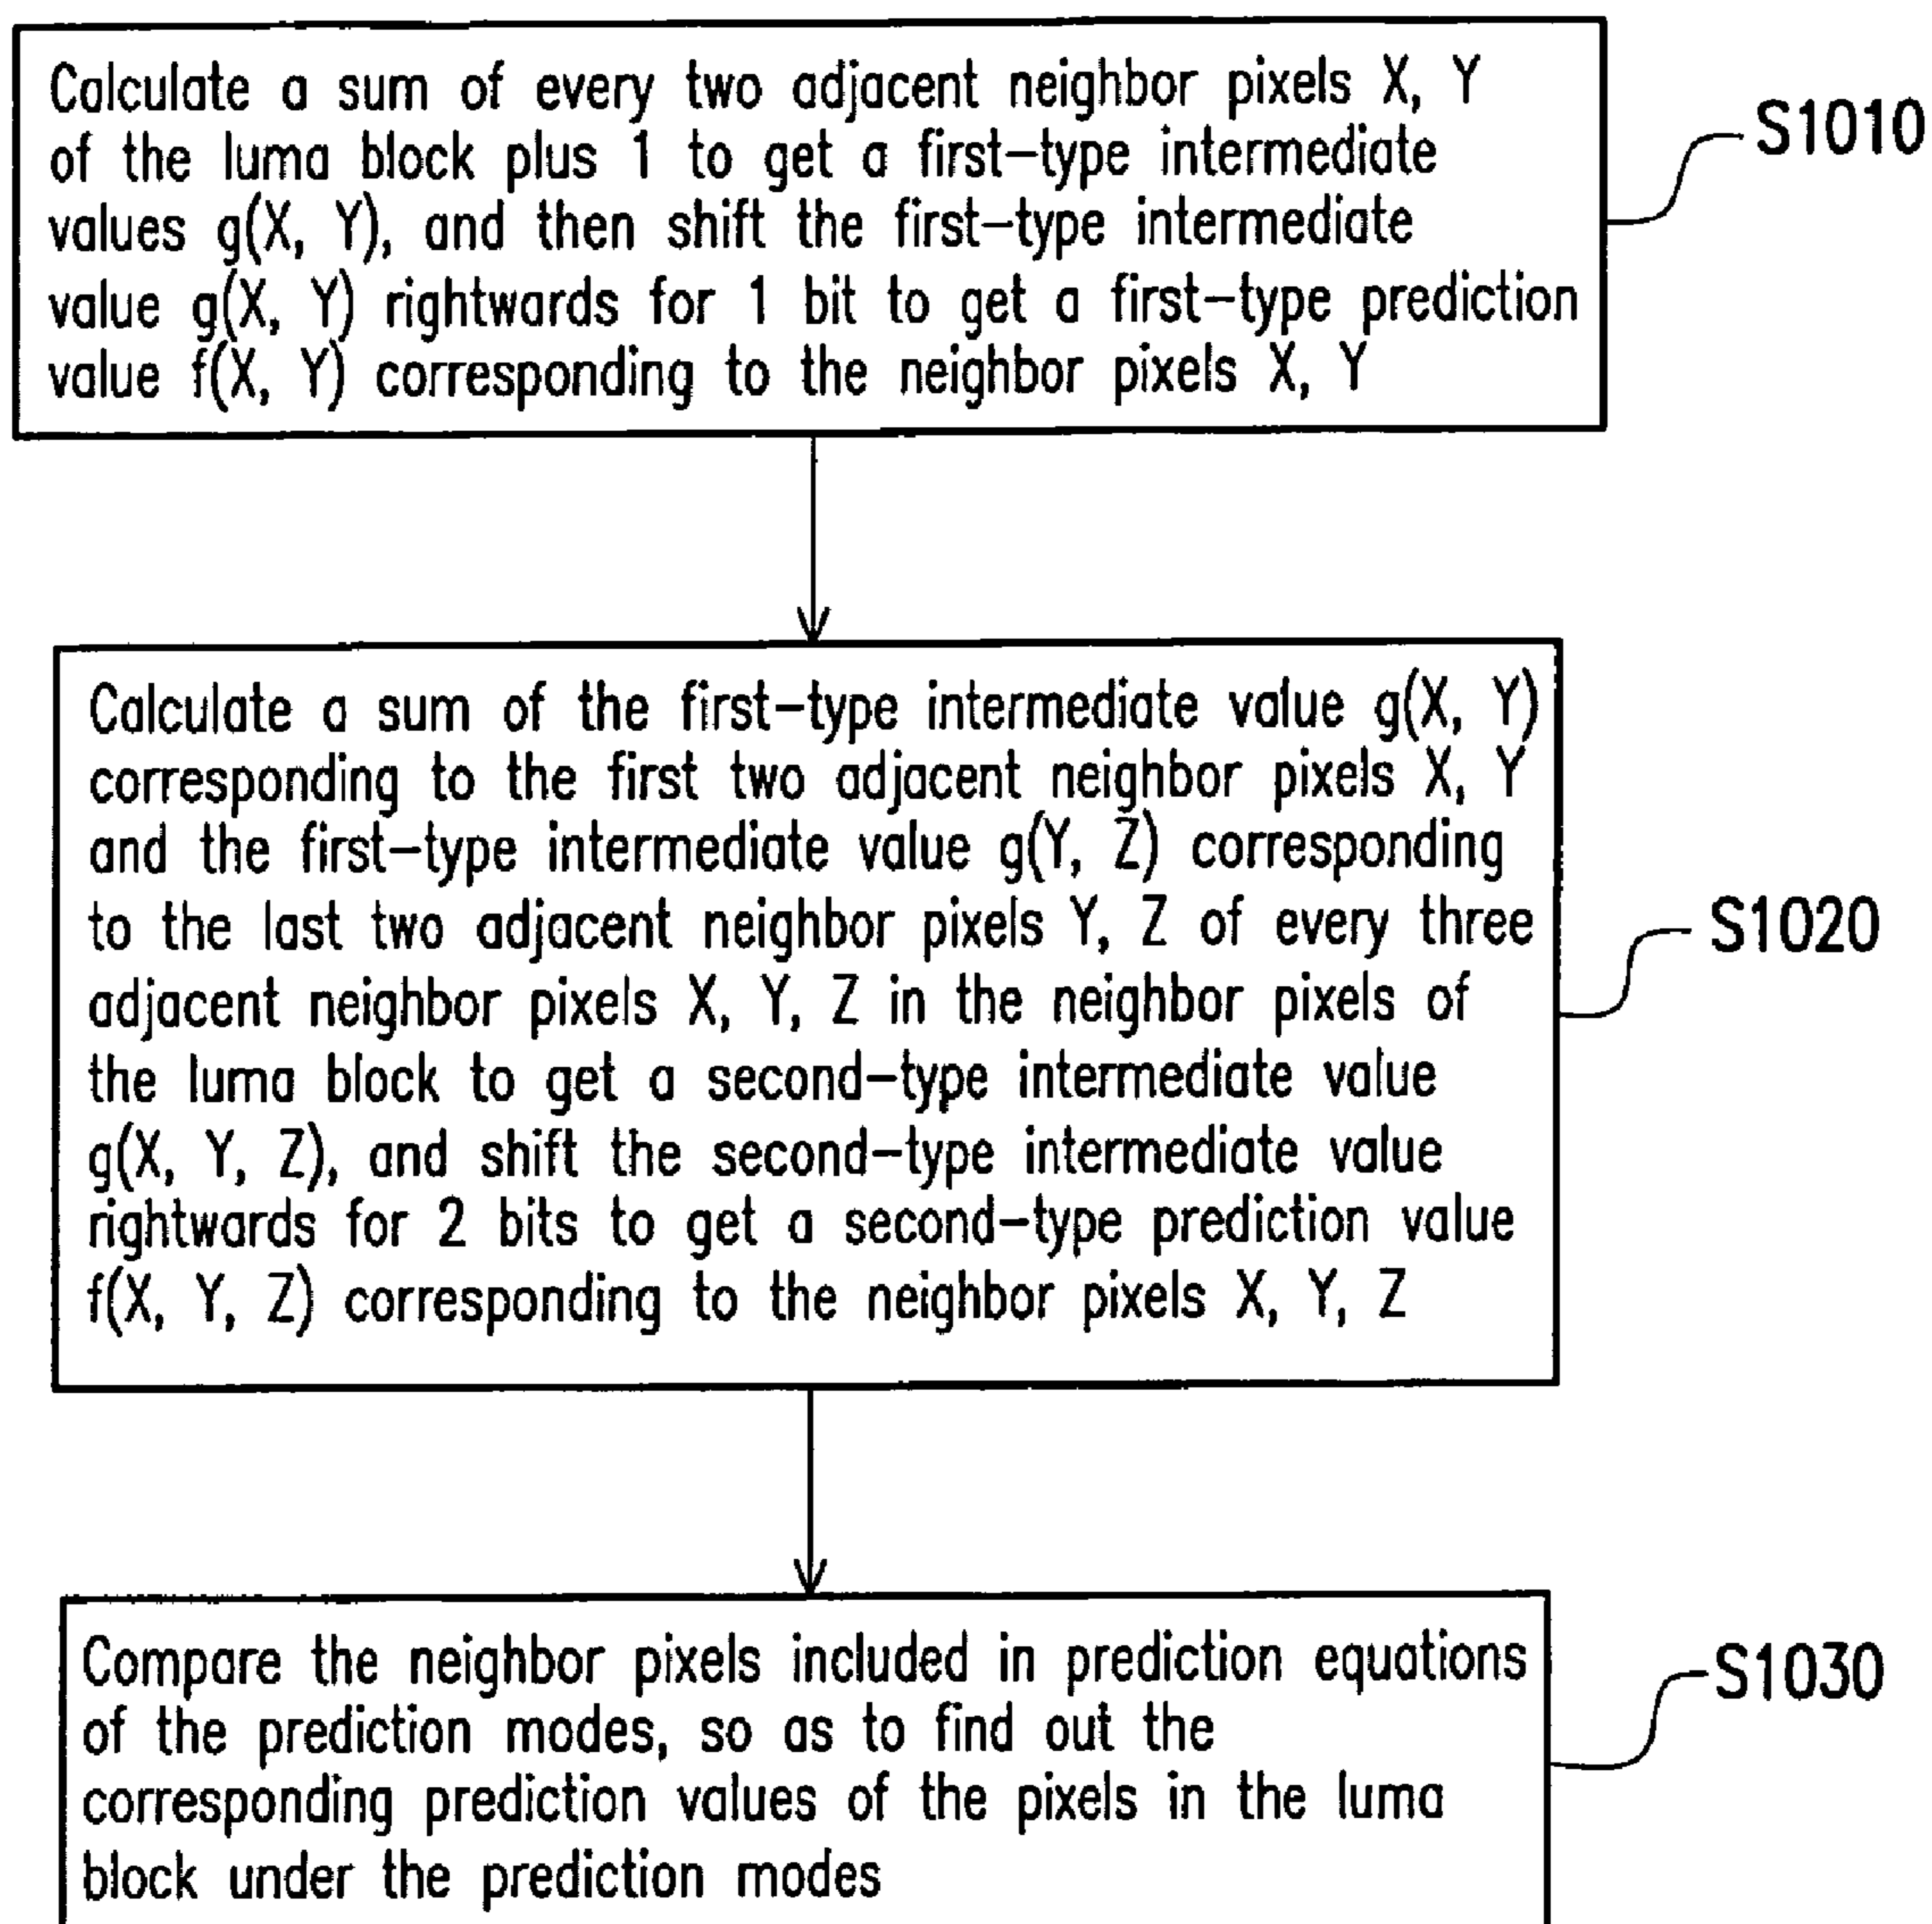 Calculate a sum of every two adjacent neighbor pixels X, Y
of the luma block plus 1 to get a first-type intermediate
values g(X, Y), and then shift the first-type intermediate
value g(X, Y) rightwards for 1 bit to get a first-type prediction
value f(X, Y) corresponding to the neighbor pixels X, Y
S1010
Calculate a sum of the first-type intermediate value g(X, Y)
corresponding to the first two adjacent neighbor pixels X, Y
and the first-type intermediate value g(Y, Z) corresponding
to the last two adjacent neighbor pixels Y, Z of every three
adjacent neighbor pixels X, Y, Z in the neighbor pixels of
the luma block to get a second-type intermediate value
g(X, Y, Z), and shift the second-type intermediate value
rightwards for 2 bits to get a second-type prediction value
f(X, Y, Z) corresponding to the neighbor pixels X, Y, Z
S1020
Compare the neighbor pixels included in prediction equations
of the prediction modes, so as to find out the
corresponding prediction values of the pixels in the luma
block under the prediction modes
S1030